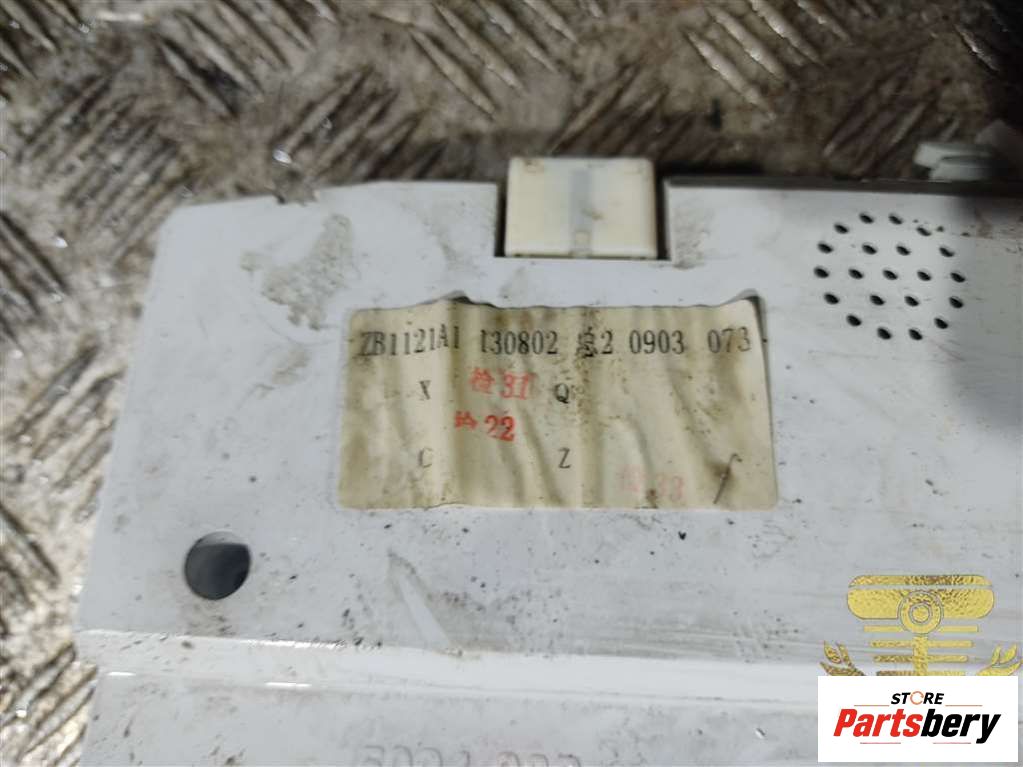 ZB1121A1 130802 总2 0903 073
X 检31 Q
检22
C Z
STORE
Partsbery